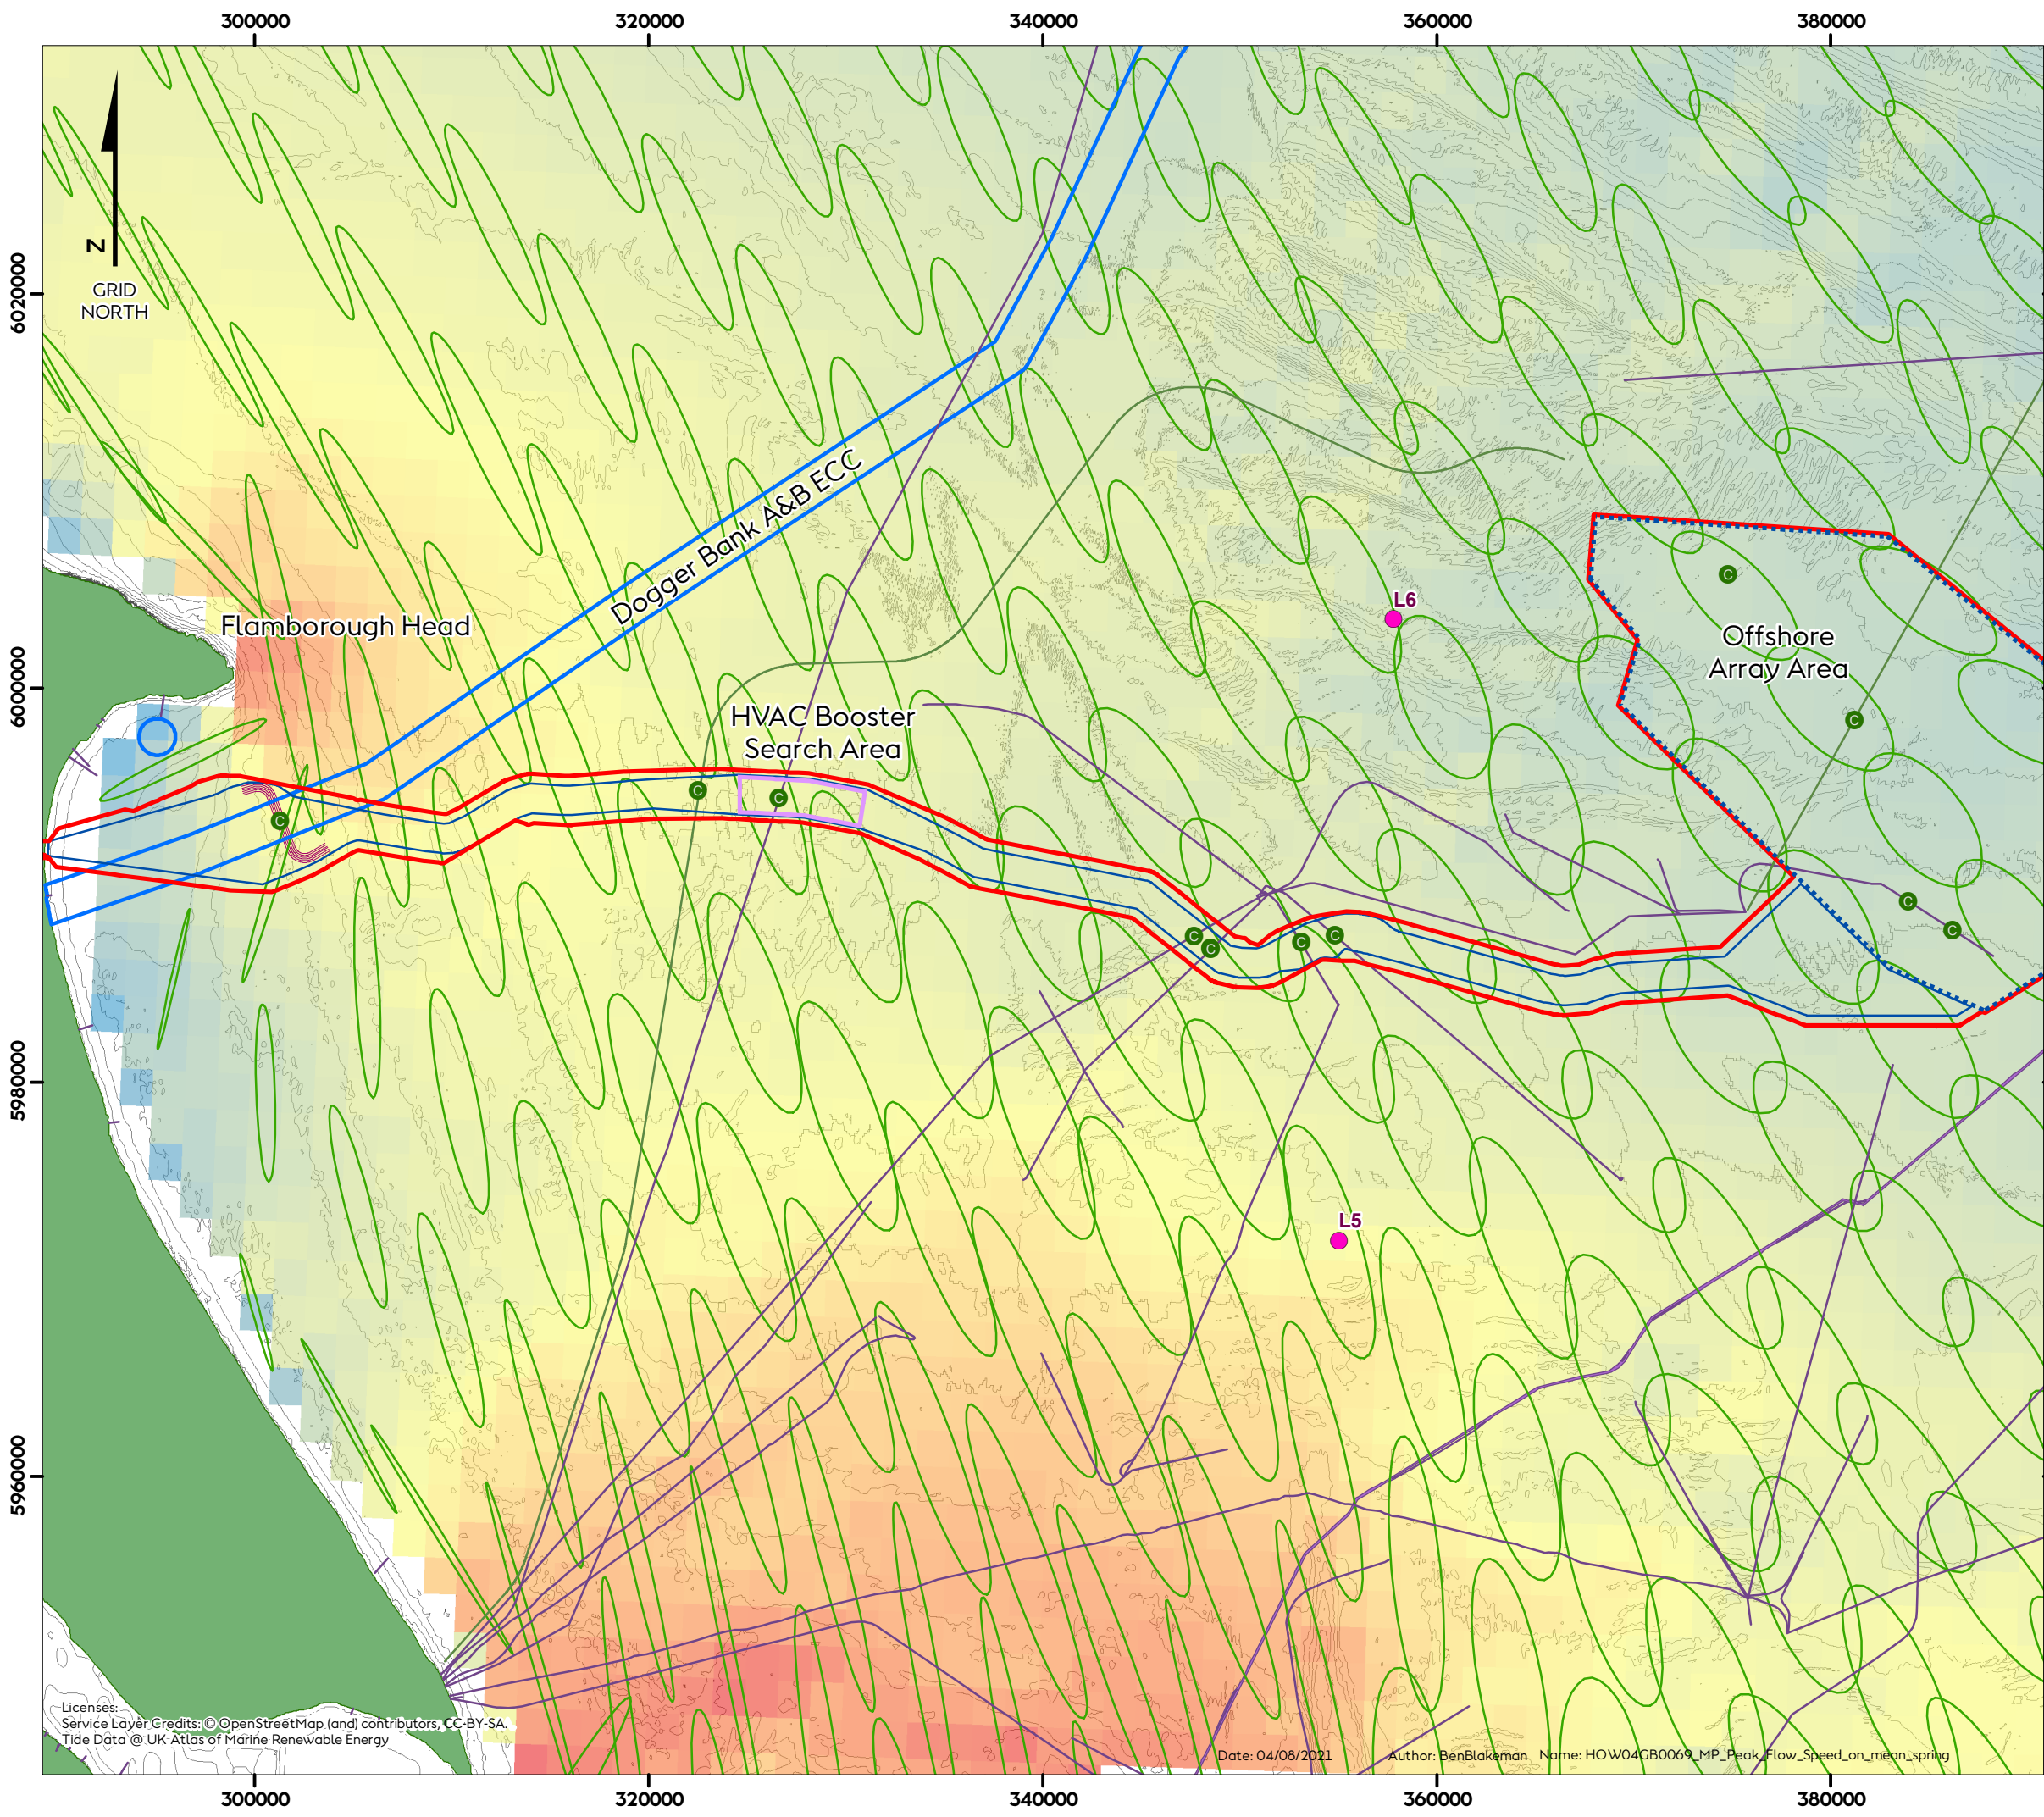 300000 320000 340000 360000 380000
6020000
6000000
5980000
5960000
N
GRID
NORTH
Dogger Bank A&B ECC
Flamborough Head
L6
Offshore
Array Area
HVAC Booster
Search Area
C
C
C
C
C
C
C
C
C
C
C
L5
Licenses:
Service Layer Credits: © OpenStreetMap (and) contributors, CC-BY-SA.
Tide Data @ UK Atlas of Marine Renewable Energy
Date: 04/08/2021 Author: BenBlakeman Name: HOW04GB0069_MP_Peak_Flow_Speed_on_mean_spring
300000 320000 340000 360000 380000